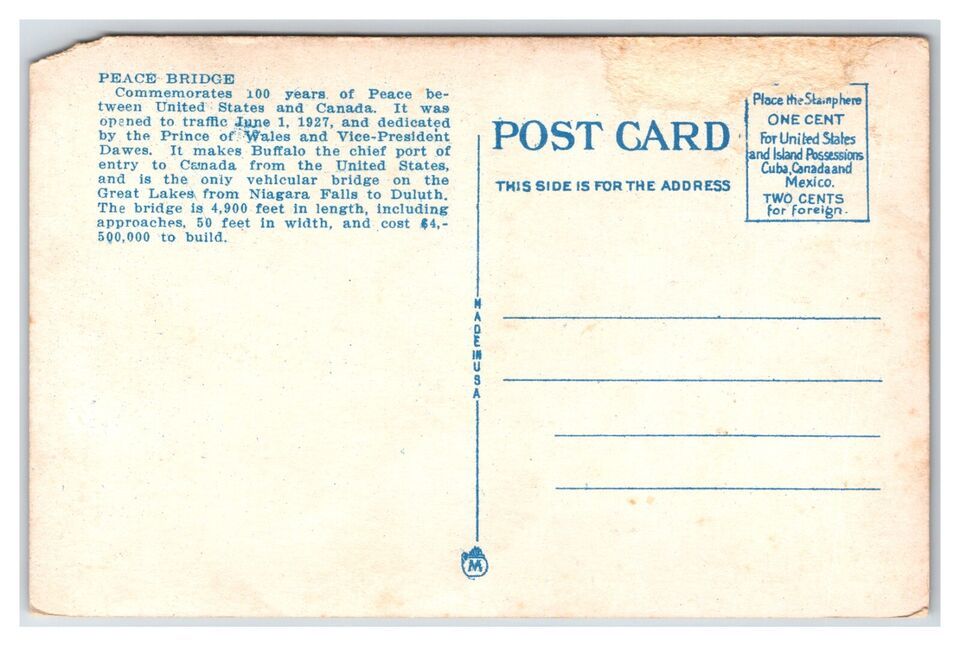 PEACE BRIDGE
Commemorates 100 years of Peace be-
tween United States and Canada. It was
opened to traffic June 1, 1927, and dedicated
by the Prince of Wales and Vice-President
Dawes. It makes Buffalo the chief port of
entry to Canada from the United States,
and is the only vehicular bridge on the
Great Lakes from Niagara Falls to Duluth.
The bridge is 4,900 feet in length, including
approaches, 50 feet in width, and cost $4,-
500,000 to build.
POST CARD
THIS SIDE IS FOR THE ADDRESS
Place the Stamp here
ONE CENT
For United States
and Island Possessions
Cuba, Canada and
Mexico.
TWO CENTS
for foreign.
MADE IN USA
M